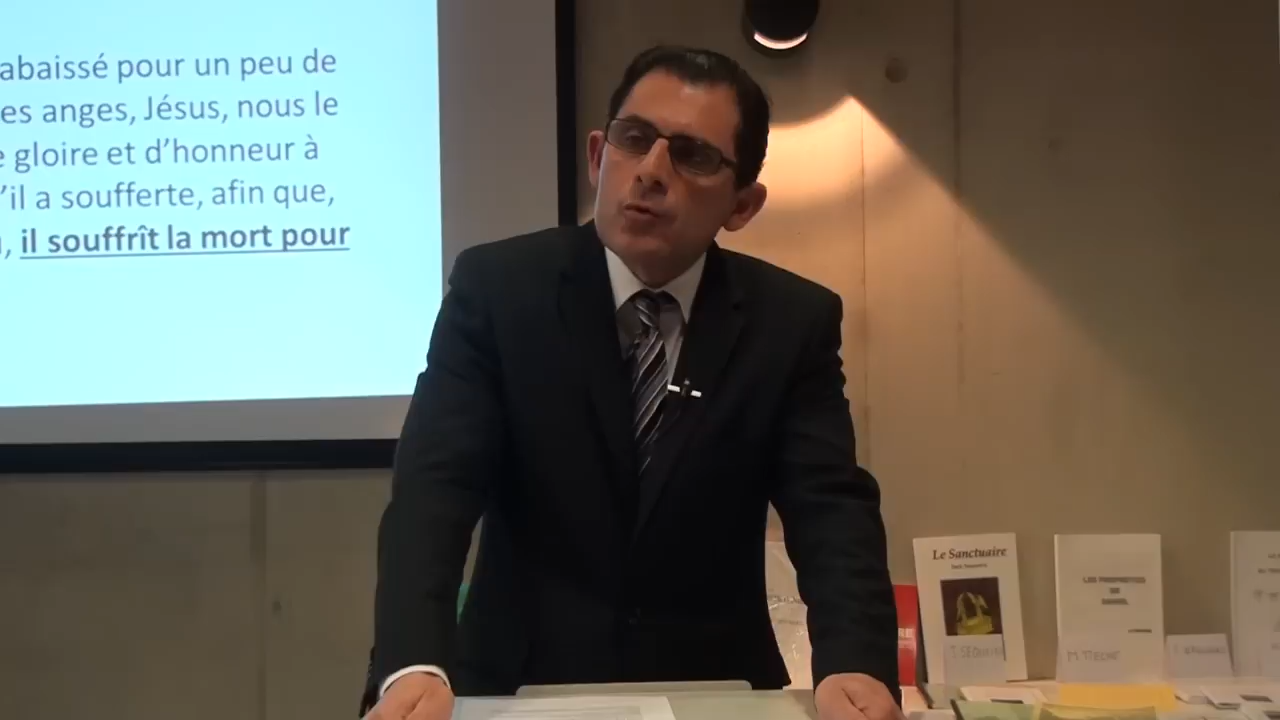 abaissé pour un peu de
es anges, Jésus, nous le
gloire et d'honneur à
'il a soufferte, afin que,
, il souffrît la mort pour
Le Sanctuaire
LES PROPHETIES
DE
DANIEL